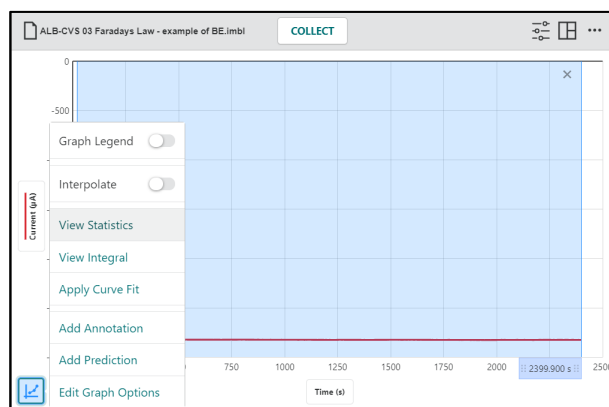 ALB-CVS 03 Faradays Law - example of BE.imbl
COLLECT
0
-500
Graph Legend
Interpolate
View Statistics
View Integral
Apply Curve Fit
Add Annotation
Add Prediction
Edit Graph Options
Current (µA)
750
1000
1250
1500
1750
2000
2500
2399.900 s
Time (s)